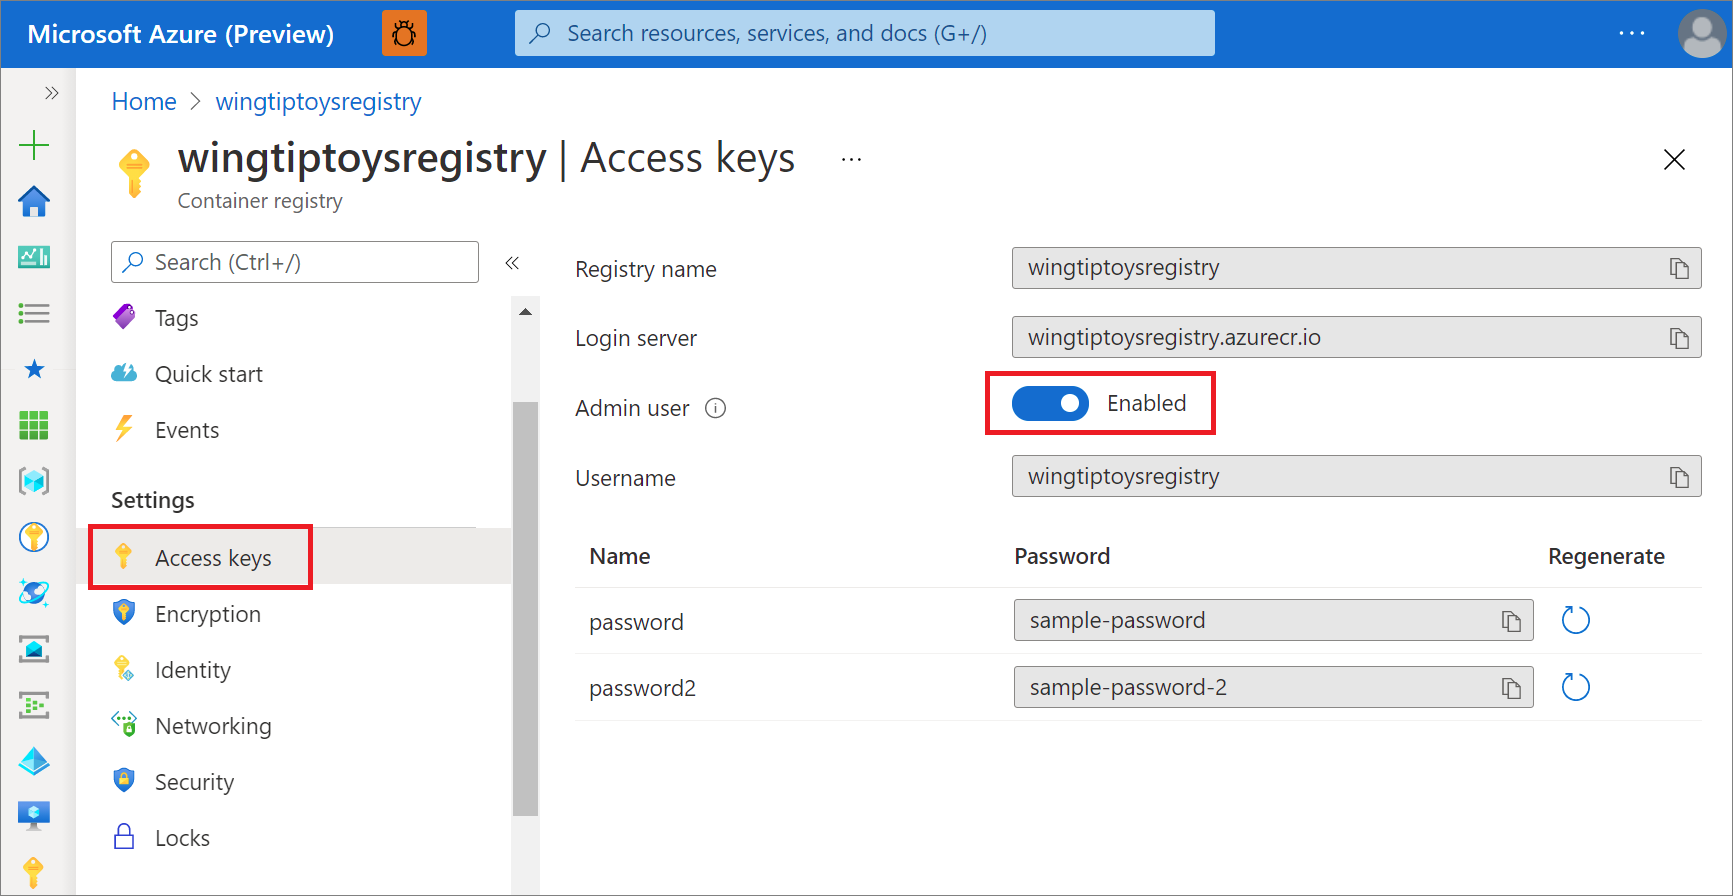 Microsoft Azure (Preview)
Search resources, services, and docs (G+/)
Home > wingtiptoysregistry
wingtiptoysregistry | Access keys
Container registry
Search (Ctrl+/)
Tags
Quick start
Events
Settings
Access keys
Encryption
Identity
Networking
Security
Locks
Registry name
wingtiptoysregistry
Login server
wingtiptoysregistry.azurecr.io
Admin user
Enabled
Username
wingtiptoysregistry
Name Password Regenerate
password sample-password
password2 sample-password-2